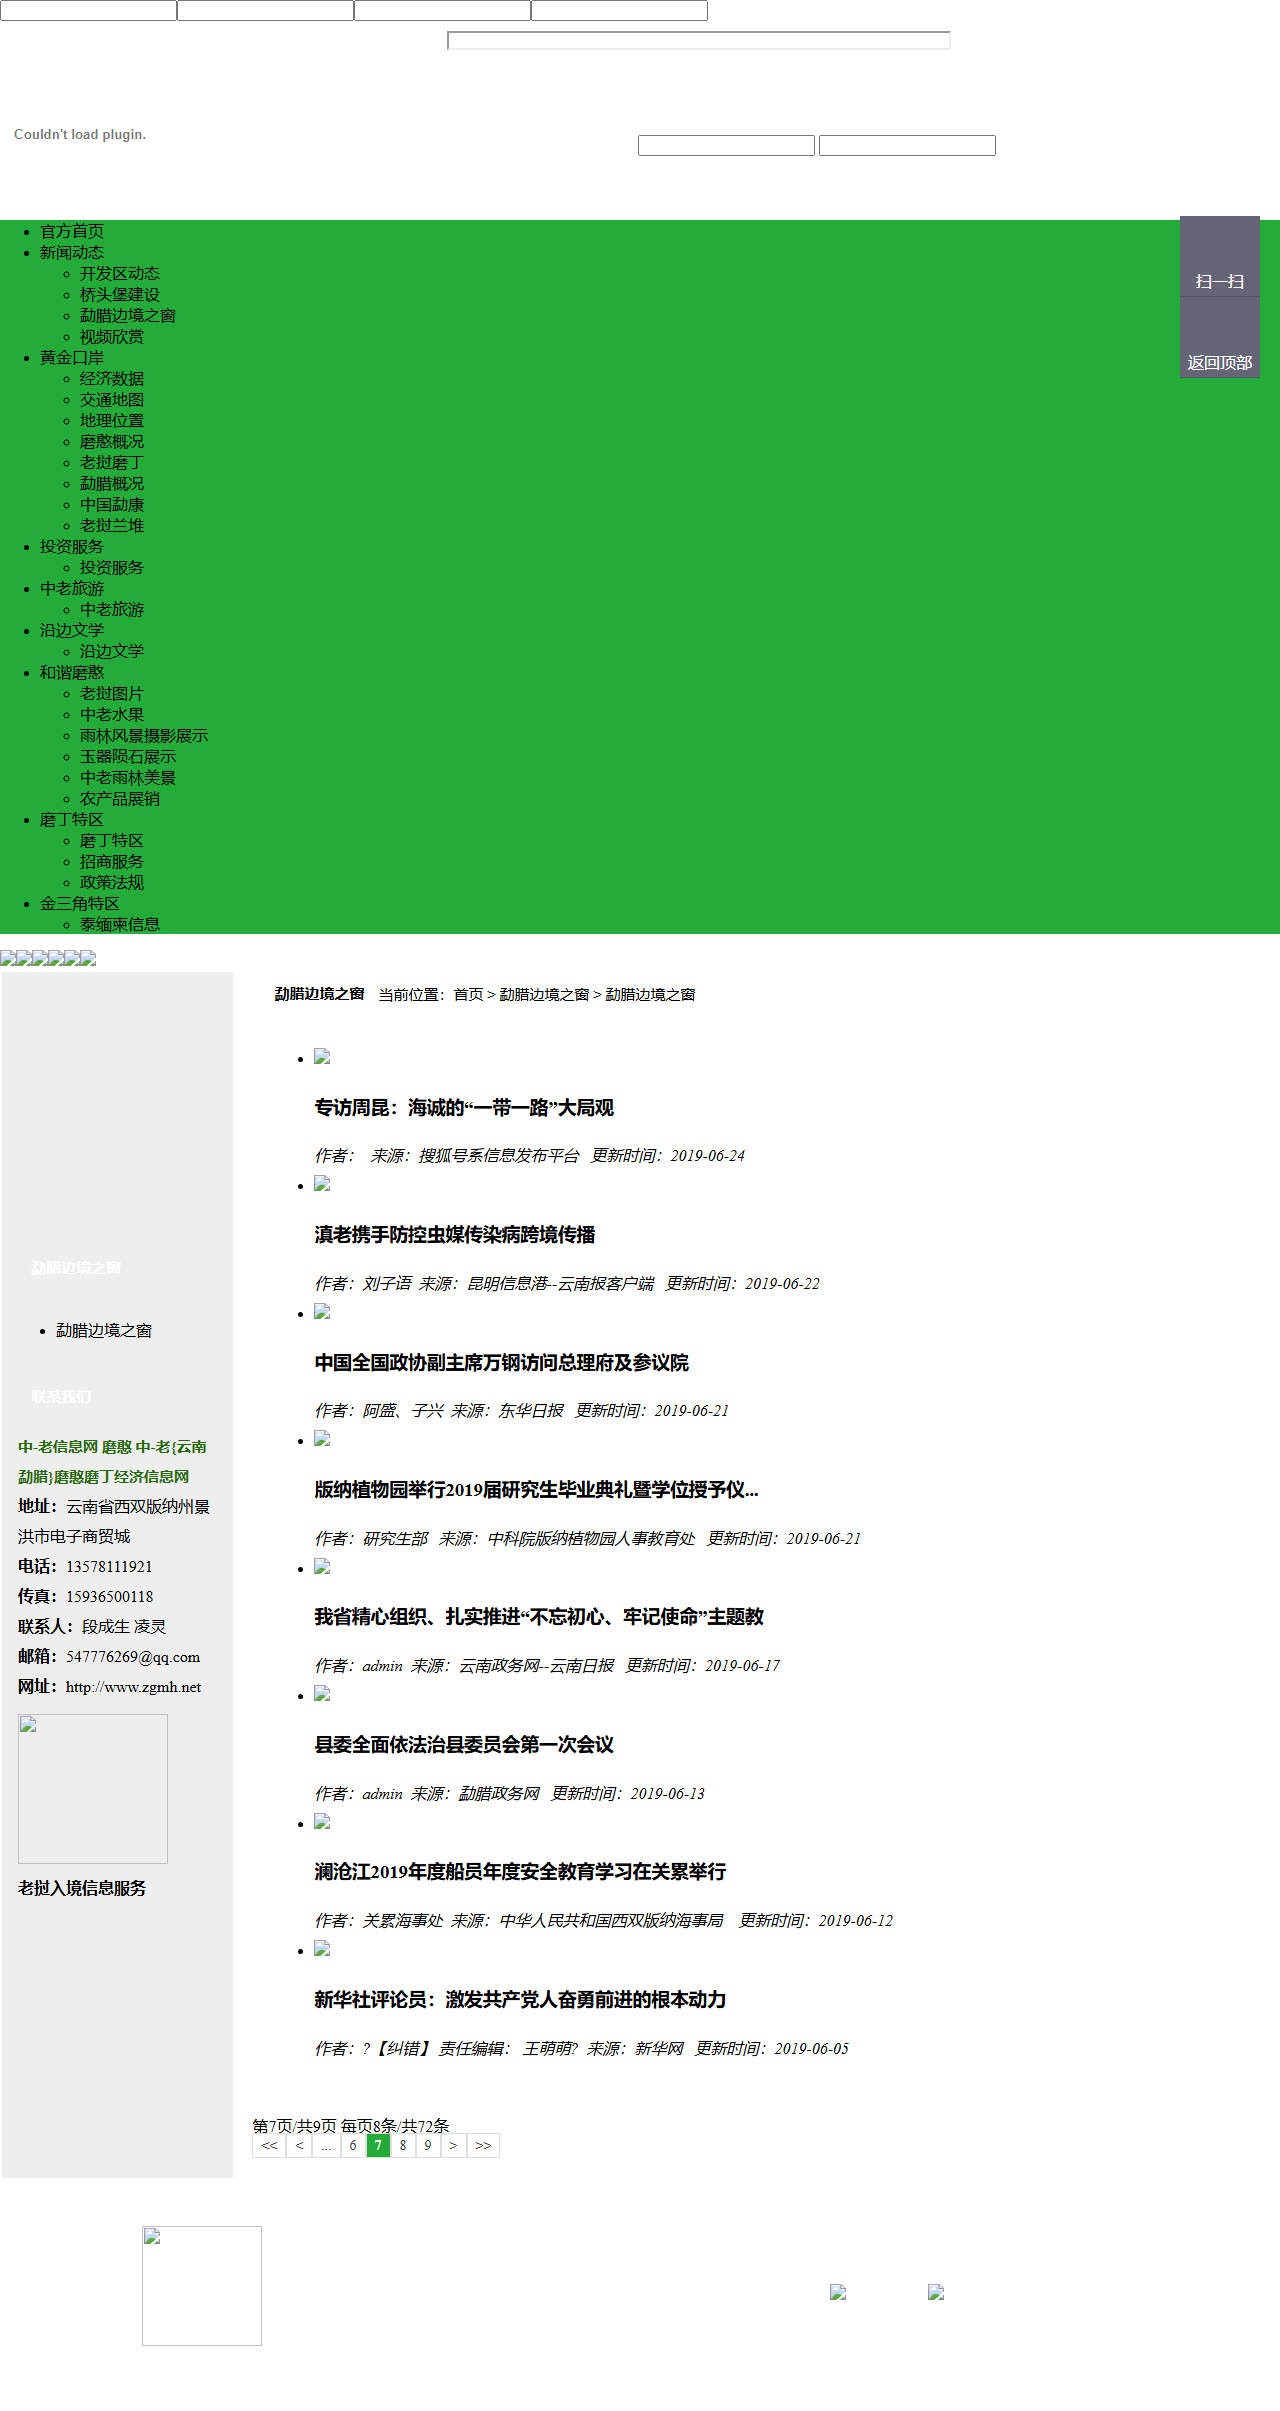 Couldn't load plugin.
官方首页
新闻动态
开发区动态
桥头堡建设
勐腊边境之窗
视频欣赏
黄金口岸
经济数据
交通地图
地理位置
磨憨概况
老挝磨丁
勐腊概况
中国勐康
老挝兰堆
投资服务
投资服务
中老旅游
中老旅游
沿边文学
沿边文学
和谐磨憨
老挝图片
中老水果
雨林风景摄影展示
玉器陨石展示
中老雨林美景
农产品展销
磨丁特区
磨丁特区
招商服务
政策法规
金三角特区
泰缅柬信息
扫一扫
返回顶部
勐腊边境之窗
勐腊边境之窗
联系我们
中-老信息网 磨憨 中-老{云南
勐腊}磨憨磨丁经济信息网
地址：云南省西双版纳州景
洪市电子商贸城
电话：13578111921
传真：15936500118
联系人：段成生 凌灵
邮箱：547776269@qq.com
网址：http://www.zgmh.net
老挝入境信息服务
勐腊边境之窗 当前位置：首页 > 勐腊边境之窗 > 勐腊边境之窗
专访周昆：海诚的“一带一路”大局观
作者： 来源：搜狐号系信息发布平台 更新时间：2019-06-24
滇老携手防控虫媒传染病跨境传播
作者：刘子语 来源：昆明信息港--云南报客户端 更新时间：2019-06-22
中国全国政协副主席万钢访问总理府及参议院
作者：阿盛、子兴 来源：东华日报 更新时间：2019-06-21
版纳植物园举行2019届研究生毕业典礼暨学位授予仪...
作者：研究生部 来源：中科院版纳植物园人事教育处 更新时间：2019-06-21
我省精心组织、扎实推进“不忘初心、牢记使命”主题教
作者：admin 来源：云南政务网--云南日报 更新时间：2019-06-17
县委全面依法治县委员会第一次会议
作者：admin 来源：勐腊政务网 更新时间：2019-06-13
澜沧江2019年度船员年度安全教育学习在关累举行
作者：关累海事处 来源：中华人民共和国西双版纳海事局 更新时间：2019-06-12
新华社评论员：激发共产党人奋勇前进的根本动力
作者：?【纠错】 责任编辑： 王萌萌? 来源：新华网 更新时间：2019-06-05
第7页/共9页 每页8条/共72条
<< < ... 6 7 8 9 > >>